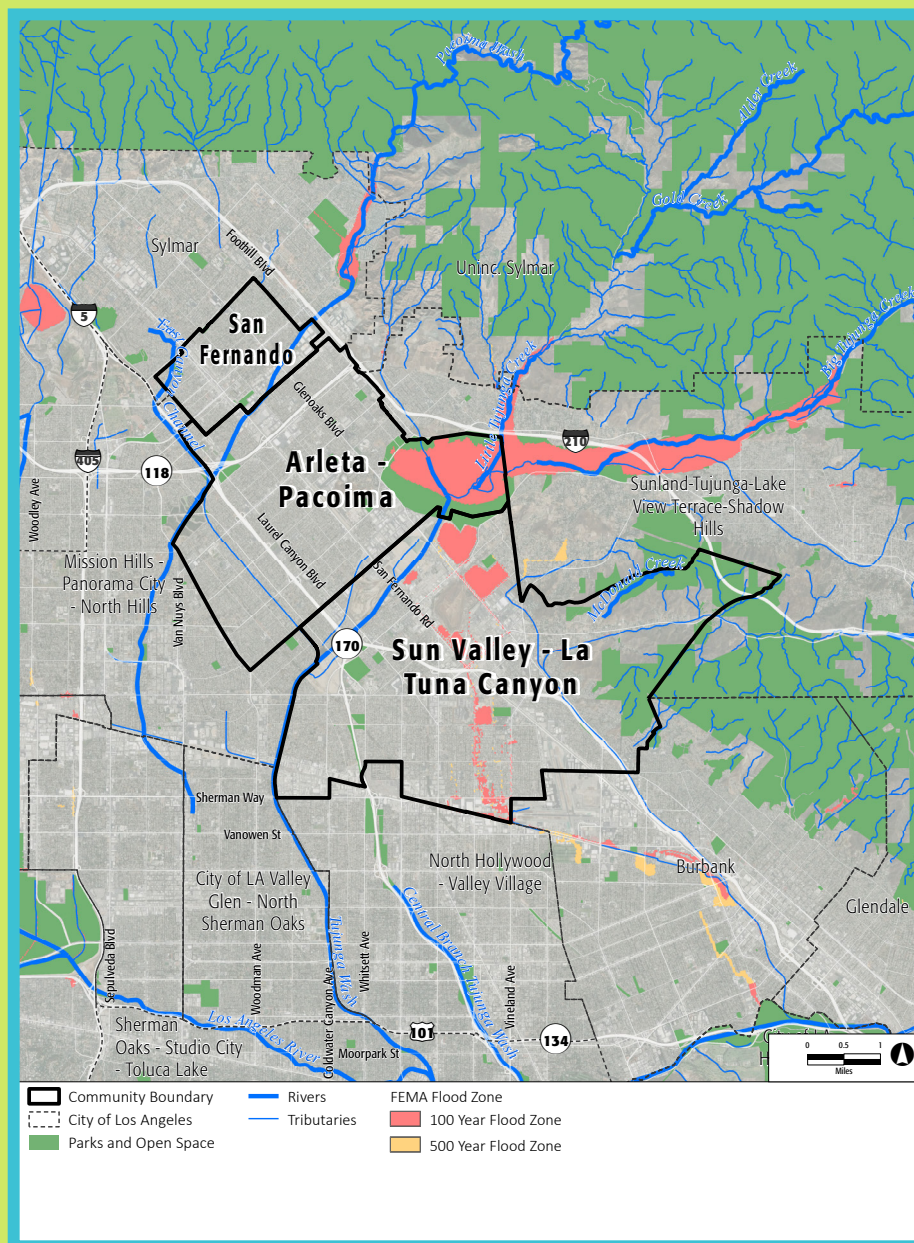 Pacoima Wash
Alder Creek
Gold Creek
Sylmar
Foothill Blvd
Uninc. Sylmar
5
San
Fernando
Big Tujunga Creek
Little Tujunga Creek
Glenoaks Blvd
Channel
210
405
118
Arleta -
Pacoima
Woodley Ave
Sunland-Tujunga-Lake
View Terrace-Shadow
Hills
Laurel Canyon Blvd
San Fernando Rd
Mission Hills -
Panorama City
- North Hills
Van Nuys Blvd
McDonald Creek
170
Sun Valley - La
Tuna Canyon
Sherman Way
Vanowen St
North Hollywood
- Valley Village
Burbank
City of LA Valley
Glen - North
Sherman Oaks
Glendale
Sepulveda Blvd
Woodman Ave
Coldwater Canyon Ave
Tujunga Wash
Whitsett Ave
Central Branch Tujunga Wash
Vineland Ave
Sherman
Oaks - Studio City
- Toluca Lake
Los Angeles River
Moorpark St
101
134
0 0.5 1
Miles
Community Boundary
City of Los Angeles
Parks and Open Space
Rivers
Tributaries
FEMA Flood Zone
100 Year Flood Zone
500 Year Flood Zone